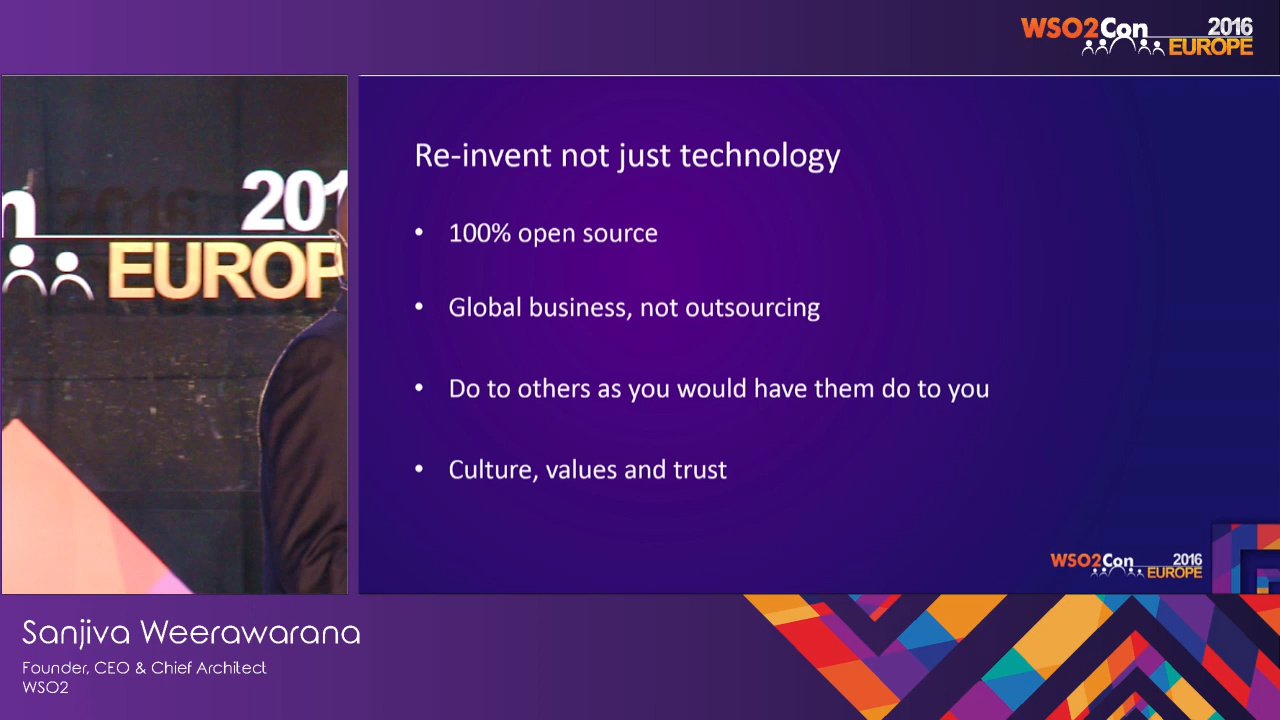 WSO2Con 2016
EUROPE
2016
EUROP
Re-invent not just technology
• 100% open source
• Global business, not outsourcing
• Do to others as you would have them do to you
• Culture, values and trust
WSO2Con 2016
EUROPE
Sanjiva Weerawarana
Founder, CEO & Chief Architect
WSO2